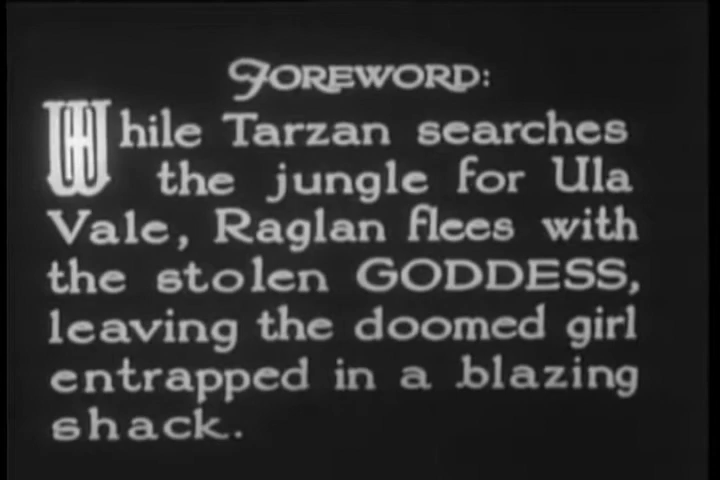 FOREWORD:
While Tarzan searches
the jungle for Ula
Vale, Raglan flees with
the stolen GODDESS,
leaving the doomed girl
entrapped in a blazing
shack.